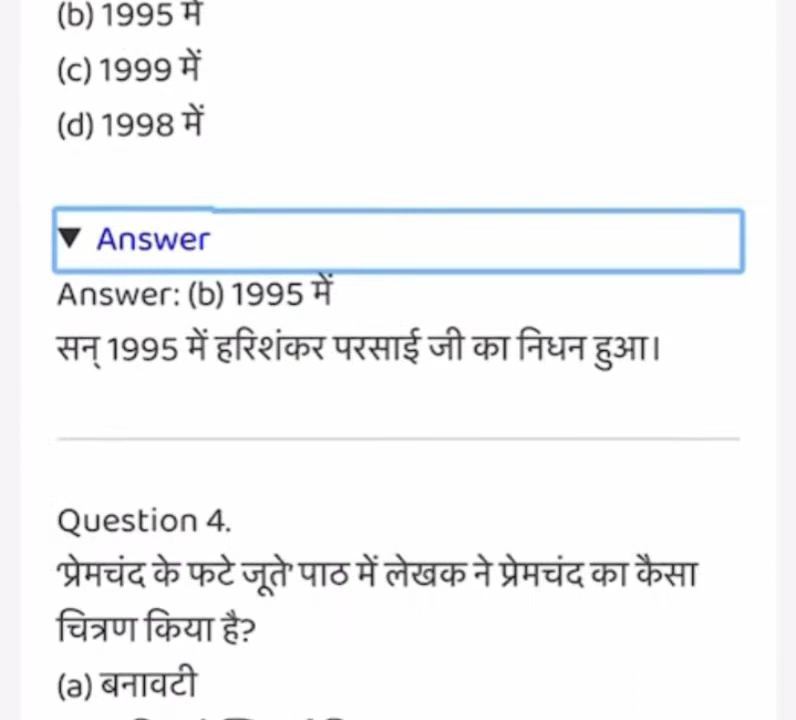 (b) 1995 में
(c) 1999 में
(d) 1998 में
▼ Answer
Answer: (b) 1995 में
सन् 1995 में हरिशंकर परसाई जी का निधन हुआ।
Question 4.
'प्रेमचंद के फटे जूते' पाठ में लेखक ने प्रेमचंद का कैसा
चित्रण किया है?
(a) बनावटी